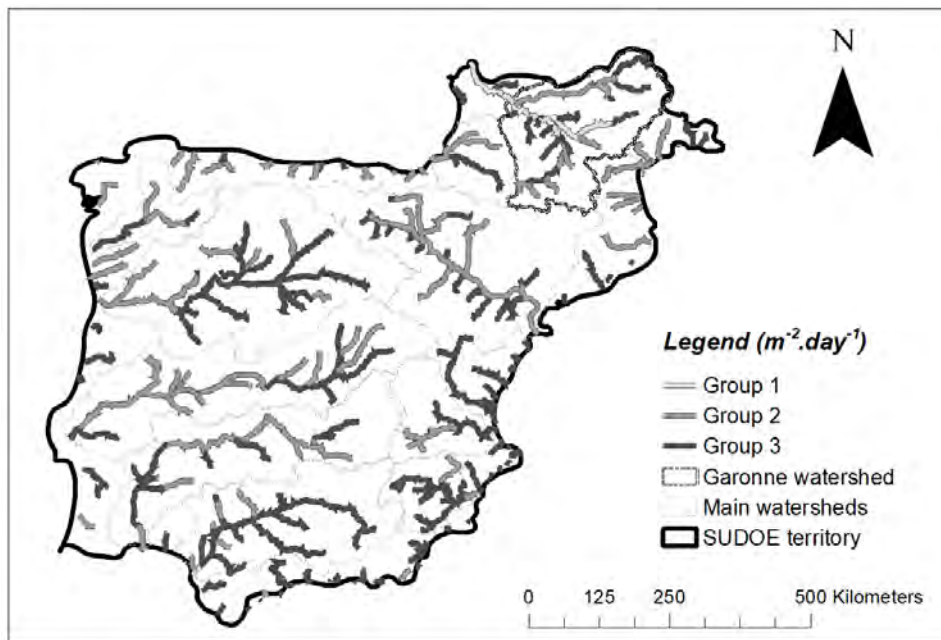 N
Legend (m⁻².day⁻¹)
Group 1
Group 2
Group 3
Garonne watershed
Main watersheds
SUDOE territory
0 125 250 500 Kilometers